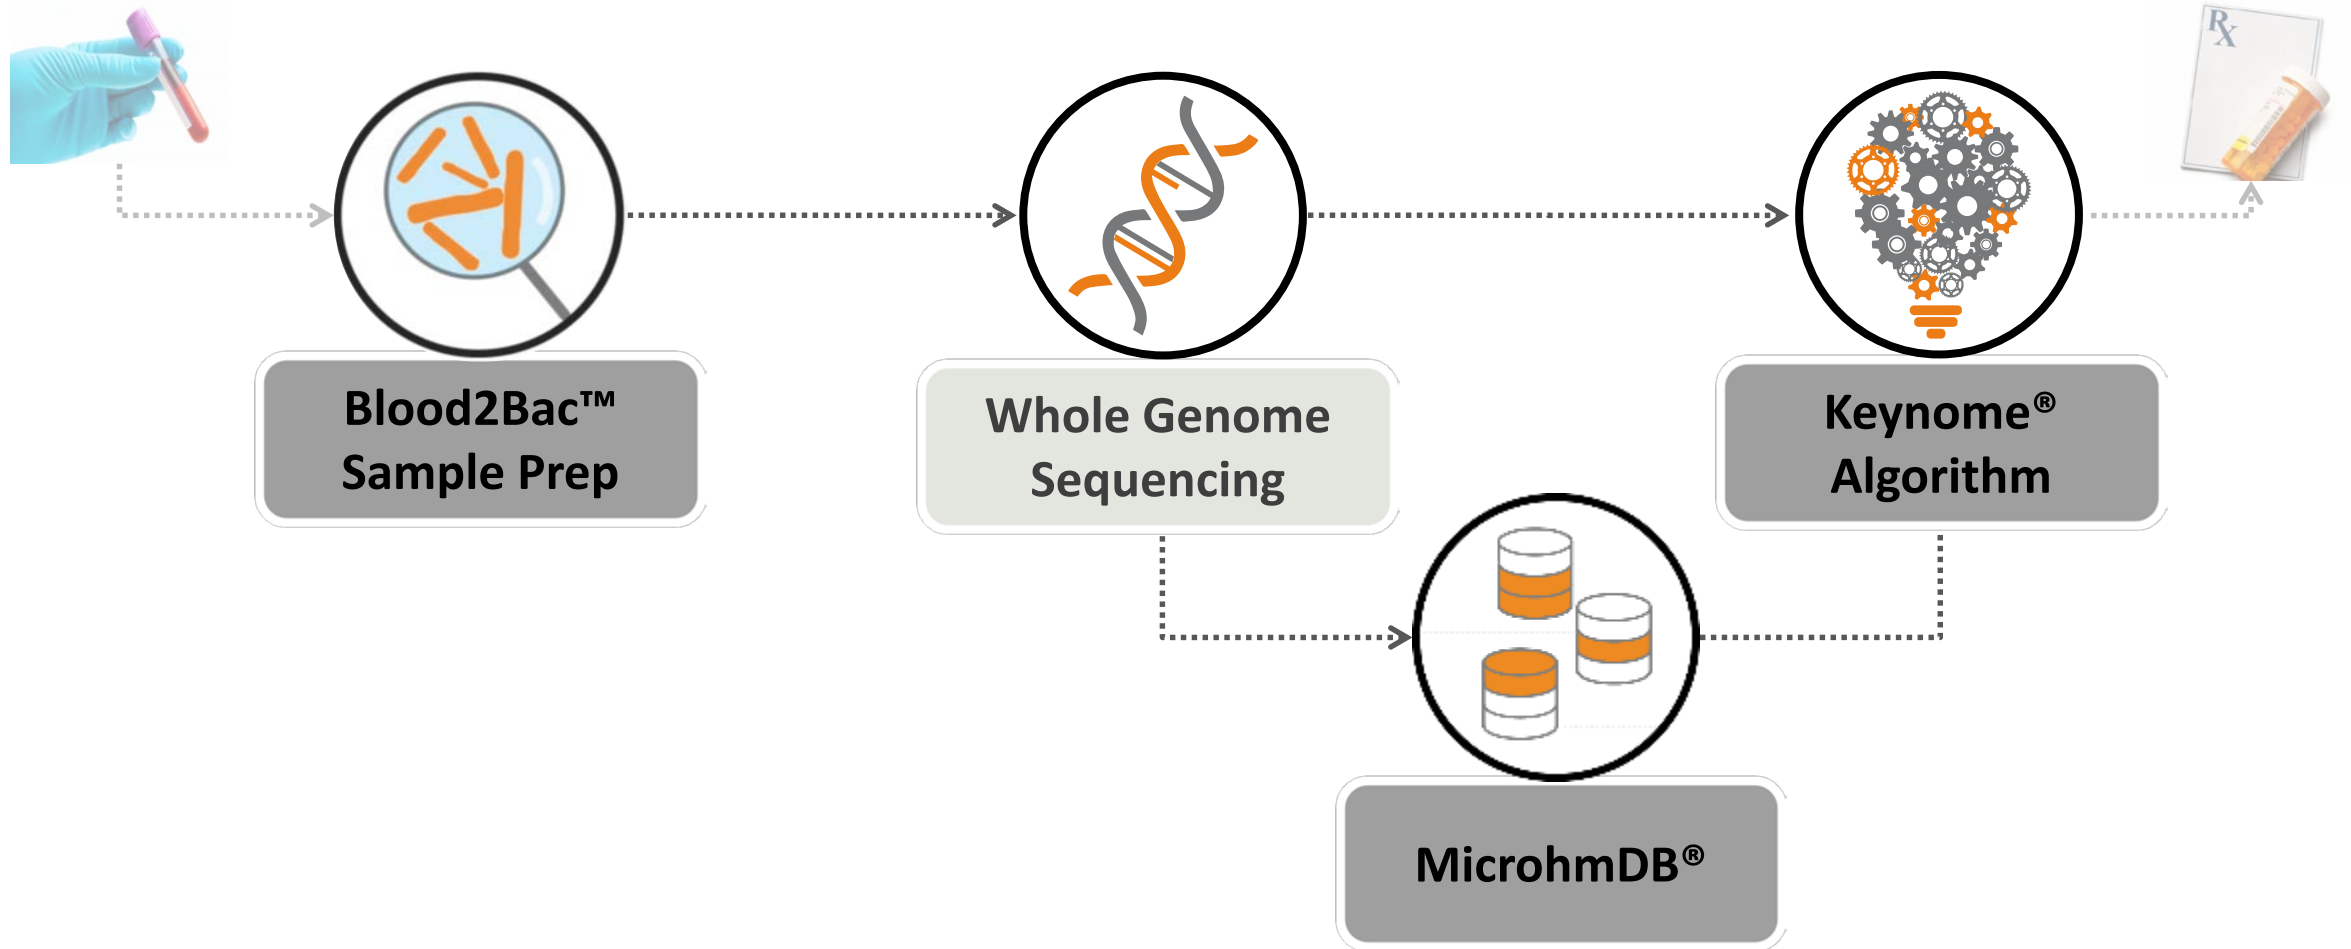 Rx
Blood2Bac™
Sample Prep
Whole Genome
Sequencing
Keynome®
Algorithm
MicrohmDB®